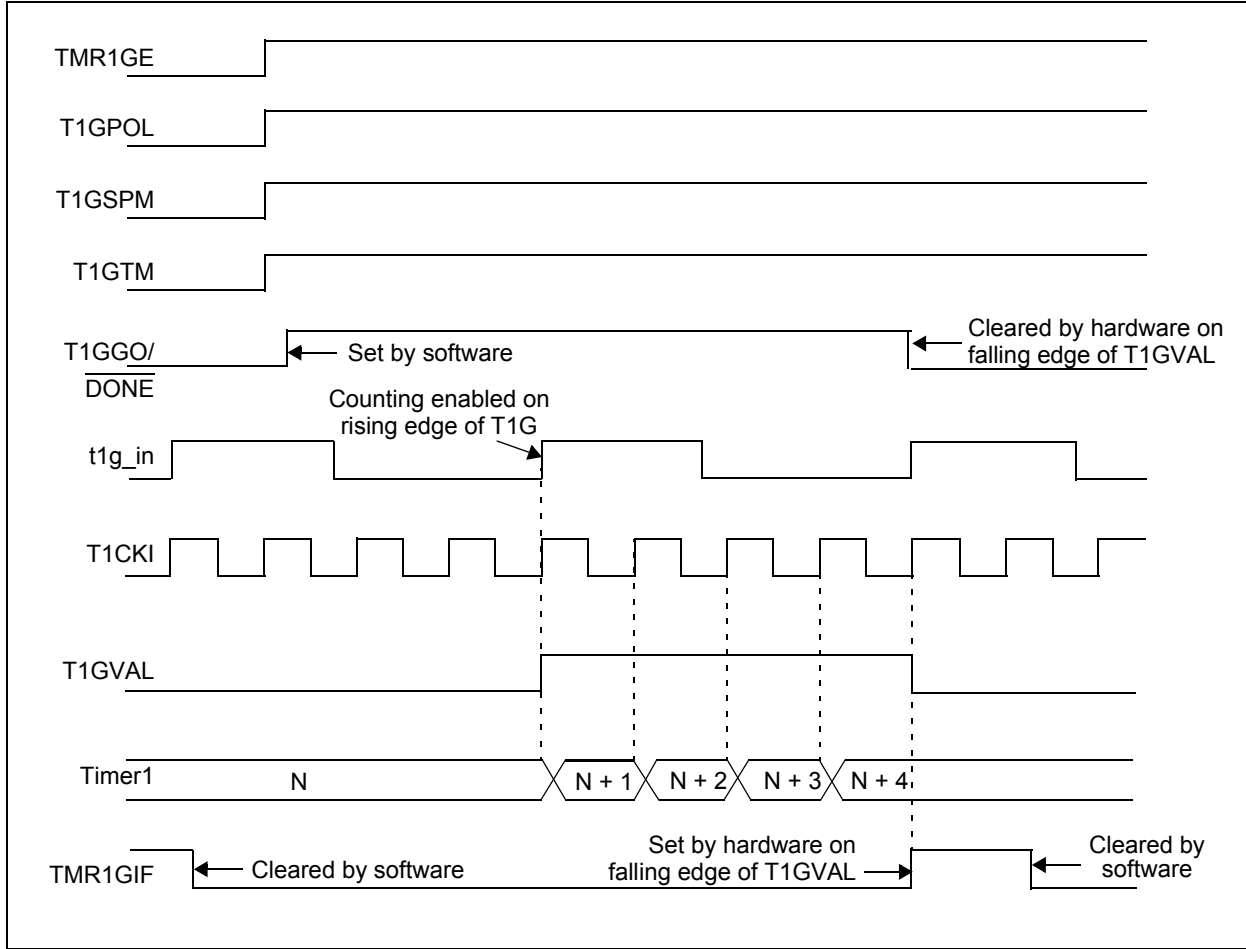 TMR1GE
T1GPOL
T1GSPM
T1GTM
T1GGO/
DONE
Set by software
Cleared by hardware on
falling edge of T1GVAL
Counting enabled on
rising edge of T1G
t1g_in
T1CKI
T1GVAL
Timer1
N
N + 1
N + 2
N + 3
N + 4
TMR1GIF
Cleared by software
Set by hardware on
falling edge of T1GVAL
Cleared by
software